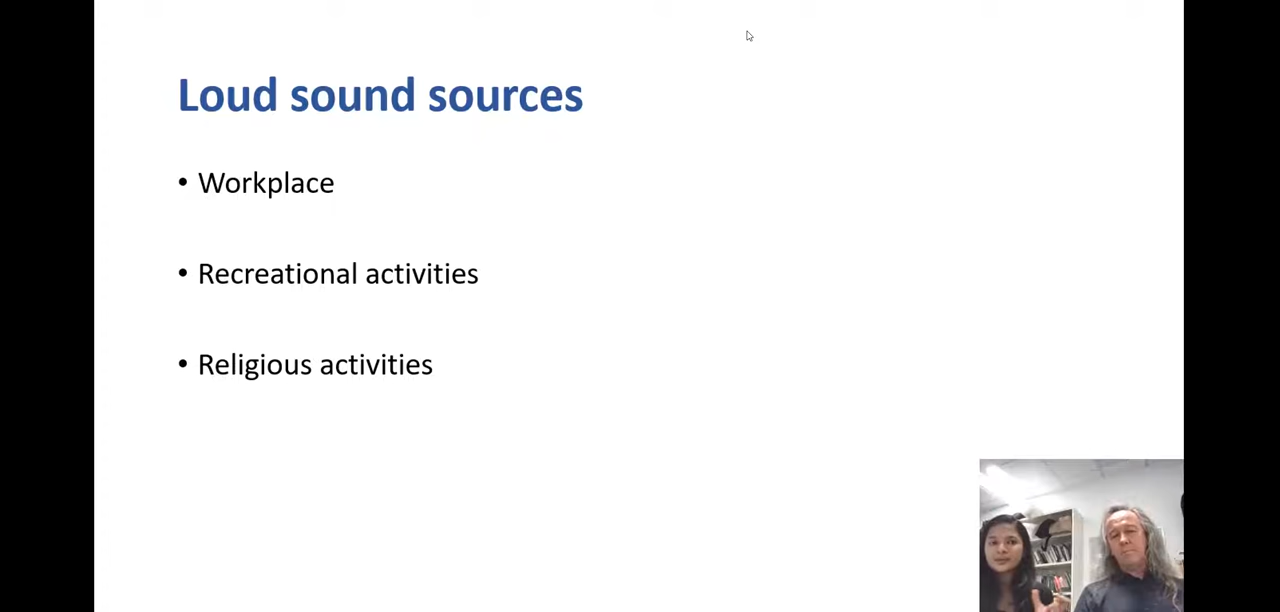 Loud sound sources
• Workplace
• Recreational activities
• Religious activities